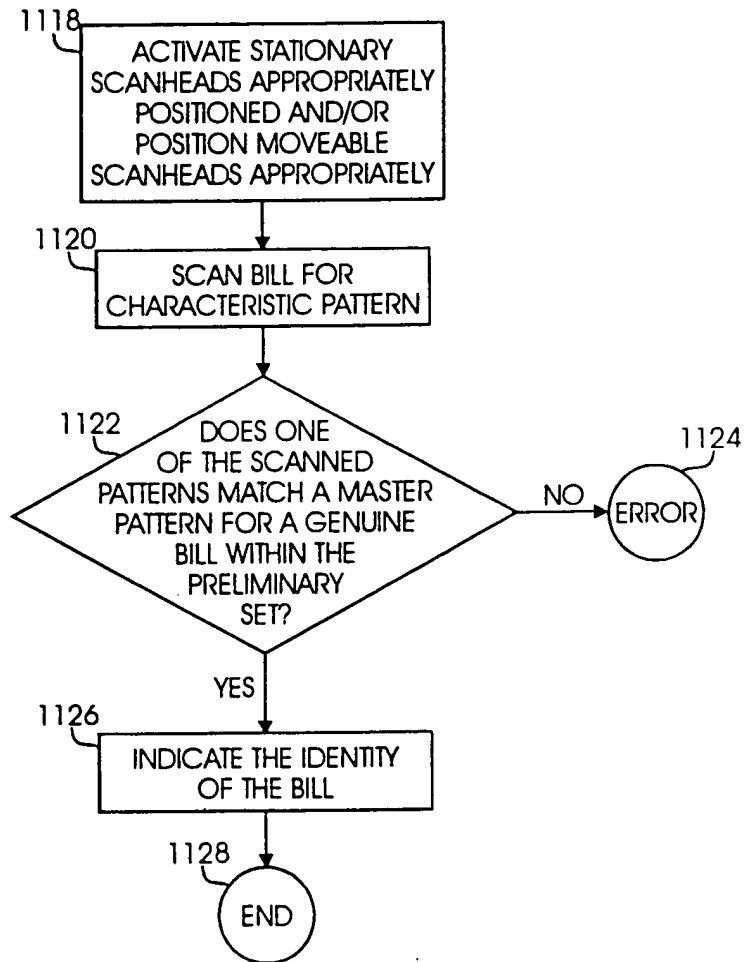 1118
ACTIVATE STATIONARY
SCANHEADS APPROPRIATELY
POSITIONED AND/OR
POSITION MOVEABLE
SCANHEADS APPROPRIATELY
1120
SCAN BILL FOR
CHARACTERISTIC PATTERN
1122
DOES ONE
OF THE SCANNED
PATTERNS MATCH A MASTER
PATTERN FOR A GENUINE
BILL WITHIN THE
PRELIMINARY
SET?
NO
1124
ERROR
YES
1126
INDICATE THE IDENTITY
OF THE BILL
1128
END